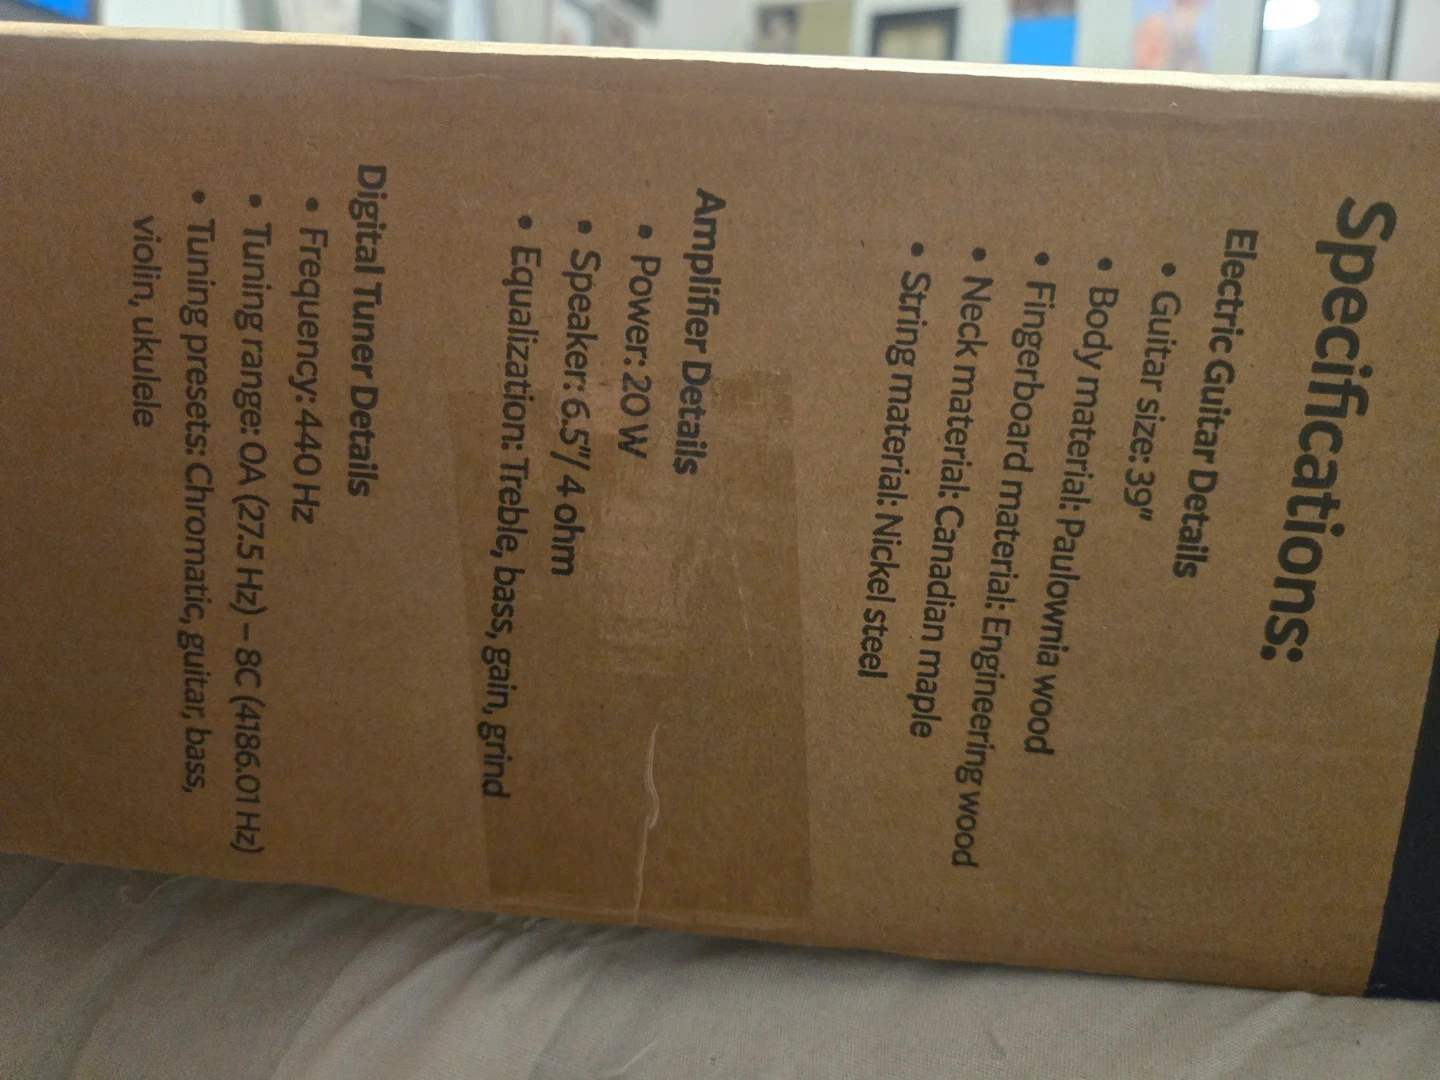 Specifications:
Electric Guitar Details
• Guitar size: 39"
• Body material: Paulownia wood
• Fingerboard material: Engineering wood
• Neck material: Canadian maple
• String material: Nickel steel
Amplifier Details
• Power: 20 W
• Speaker: 6.5"/ 4 ohm
• Equalization: Treble, bass, gain, grind
Digital Tuner Details
• Frequency: 440 Hz
• Tuning range: 0A (27.5 Hz) – 8C (4186.01 Hz)
• Tuning presets: Chromatic, guitar, bass,
violin, ukulele